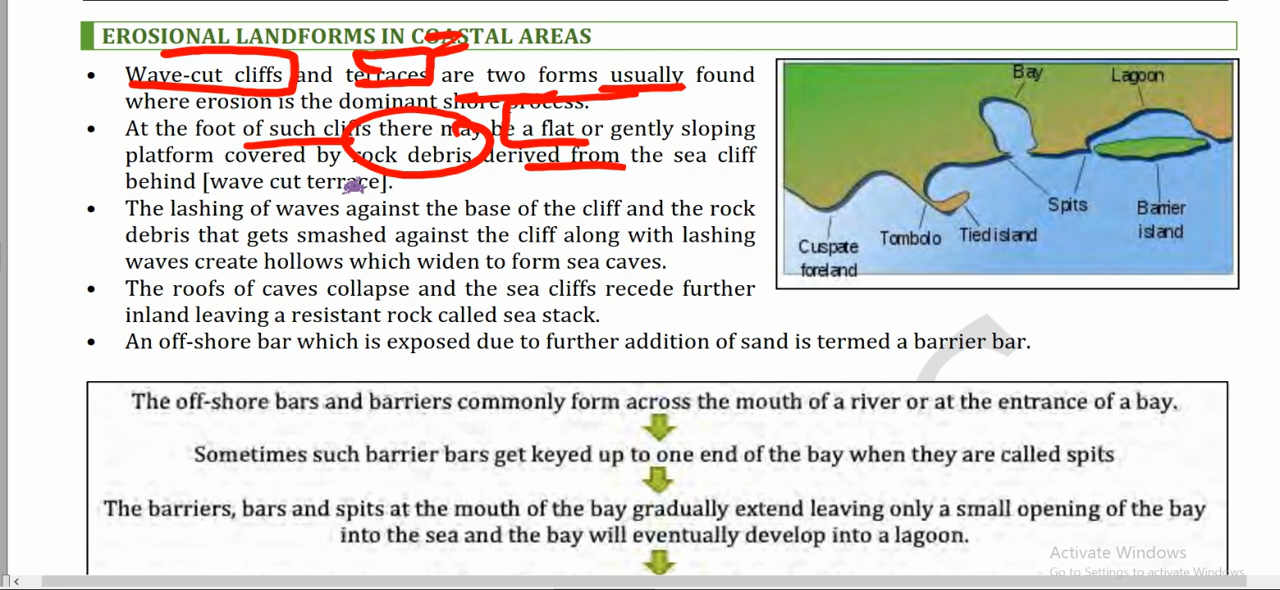 EROSIONAL LANDFORMS IN COASTAL AREAS
• Wave-cut cliffs and terraces are two forms usually found
where erosion is the dominant shore process.
• At the foot of such cliffs there may be a flat or gently sloping
platform covered by rock debris derived from the sea cliff
behind [wave cut terrace].
• The lashing of waves against the base of the cliff and the rock
debris that gets smashed against the cliff along with lashing
waves create hollows which widen to form sea caves.
• The roofs of caves collapse and the sea cliffs recede further
inland leaving a resistant rock called sea stack.
• An off-shore bar which is exposed due to further addition of sand is termed a barrier bar.
Bay
Lagoon
Spits
Barrier
island
Cuspate
foreland
Tombolo
Tied island
The off-shore bars and barriers commonly form across the mouth of a river or at the entrance of a bay.
Sometimes such barrier bars get keyed up to one end of the bay when they are called spits
The barriers, bars and spits at the mouth of the bay gradually extend leaving only a small opening of the bay
into the sea and the bay will eventually develop into a lagoon.
Activate Windows
Go to Settings to activate Windows.